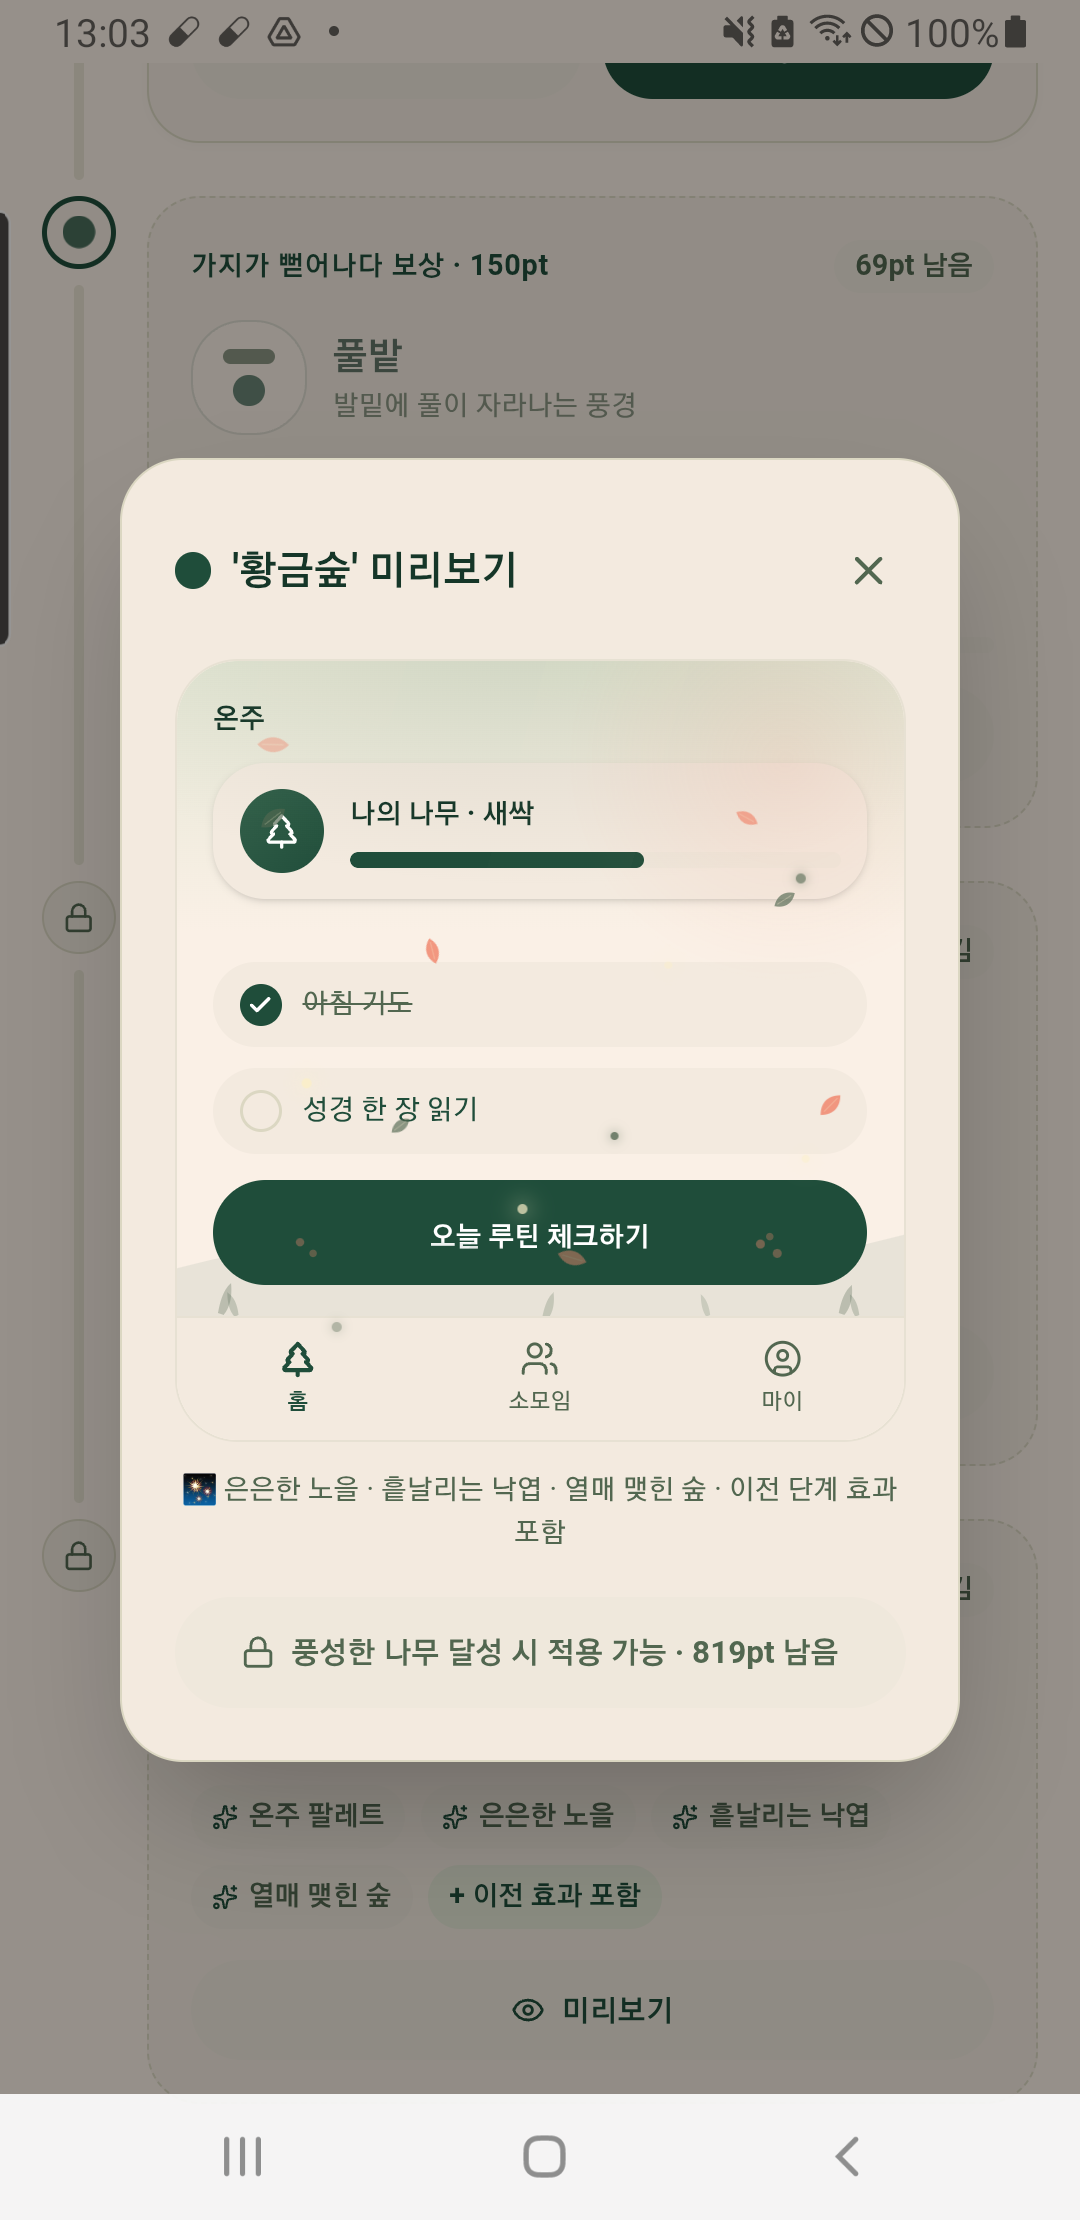 13:03
100%
가지가 뻗어나다 보상 · 150pt
69pt 남음
풀밭
발밑에 풀이 자라나는 풍경
'황금숲' 미리보기
온주
나의 나무 · 새싹
아침 기도
성경 한 장 읽기
오늘 루틴 체크하기
홈
소모임
마이
🎇 은은한 노을 · 흩날리는 낙엽 · 열매 맺힌 숲 · 이전 단계 효과
포함
풍성한 나무 달성 시 적용 가능 · 819pt 남음
온주 팔레트
은은한 노을
흩날리는 낙엽
열매 맺힌 숲
+ 이전 효과 포함
미리보기